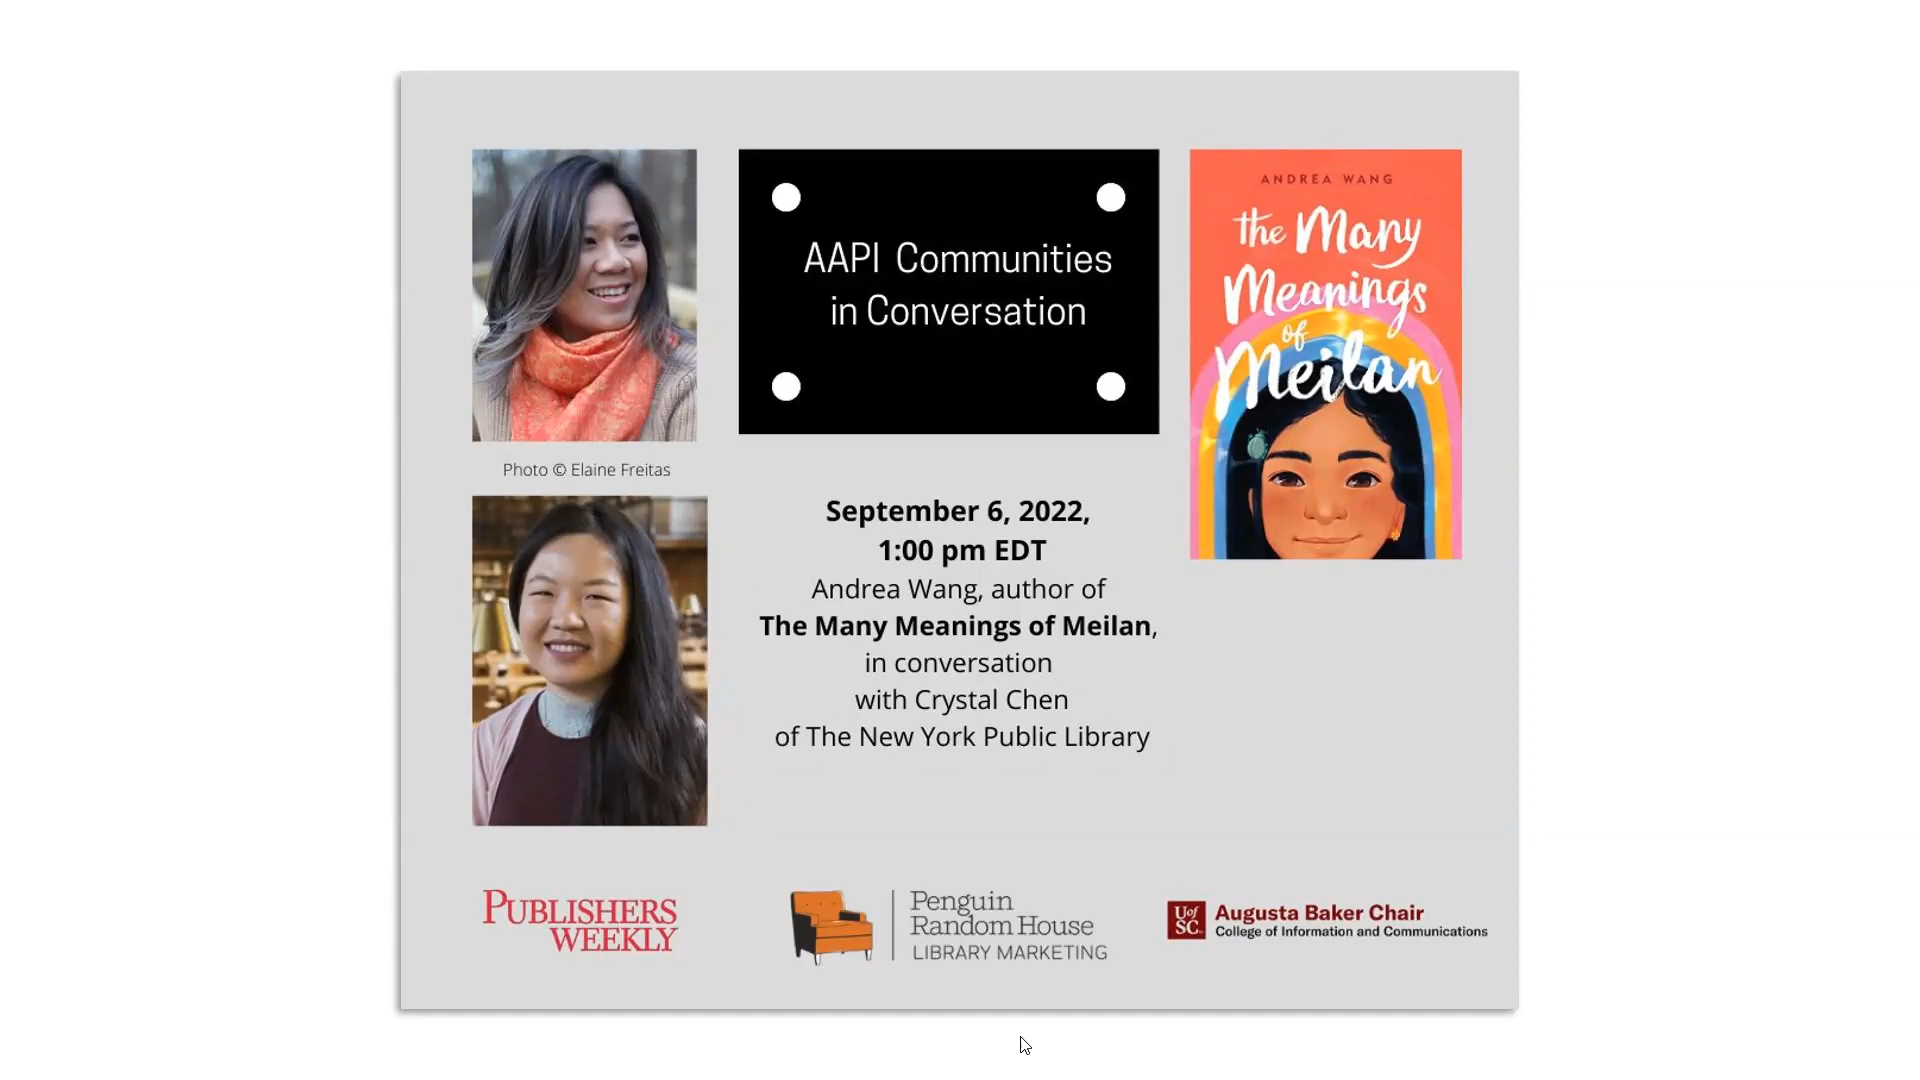 AAPI Communities
in Conversation
ANDREA WANG
the Many
Meanings
of
Meilan
Photo © Elaine Freitas
September 6, 2022,
1:00 pm EDT
Andrea Wang, author of
The Many Meanings of Meilan,
in conversation
with Crystal Chen
of The New York Public Library
PUBLISHERS
WEEKLY
Penguin
Random House
LIBRARY MARKETING
UofSC
Augusta Baker Chair
College of Information and Communications